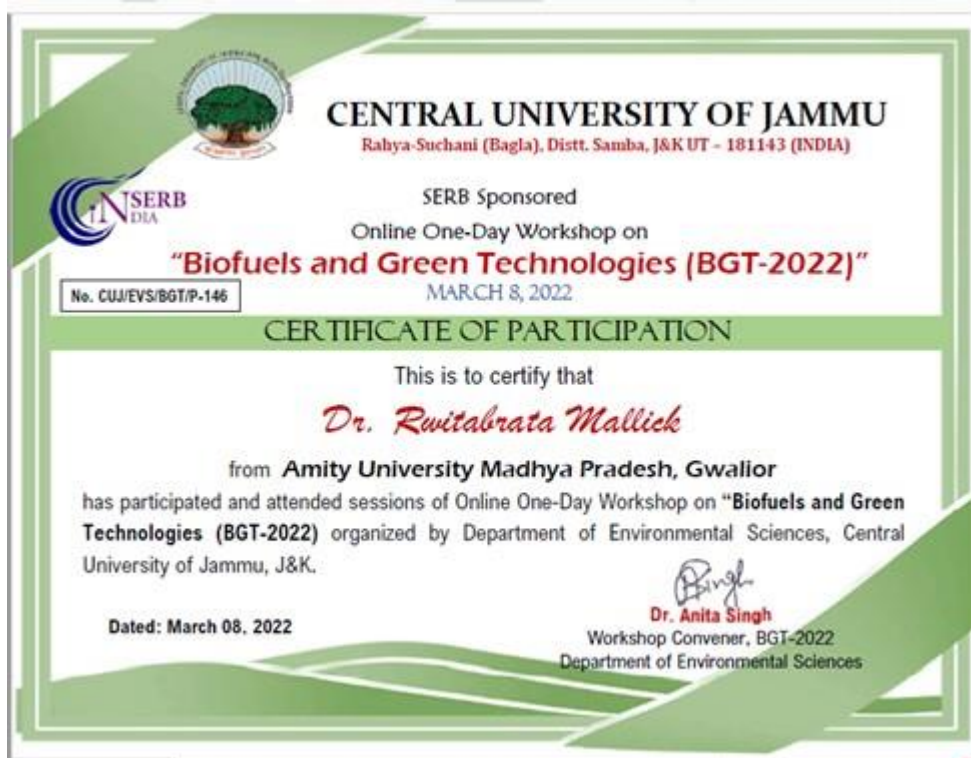 CENTRAL UNIVERSITY OF JAMMU
Rahya-Suchani (Bagla), Distt. Samba, J&K UT - 181143 (INDIA)
SERB
INDIA
SERB Sponsored
Online One-Day Workshop on
"Biofuels and Green Technologies (BGT-2022)"
No. CUJ/EVS/BGT/P-146
MARCH 8, 2022
CERTIFICATE OF PARTICIPATION
This is to certify that
Dr. Rwitabrata Mallick
from Amity University Madhya Pradesh, Gwalior
has participated and attended sessions of Online One-Day Workshop on "Biofuels and Green
Technologies (BGT-2022) organized by Department of Environmental Sciences, Central
University of Jammu, J&K.
ASingh
Dr. Anita Singh
Dated: March 08, 2022
Workshop Convener, BGT-2022
Department of Environmental Sciences